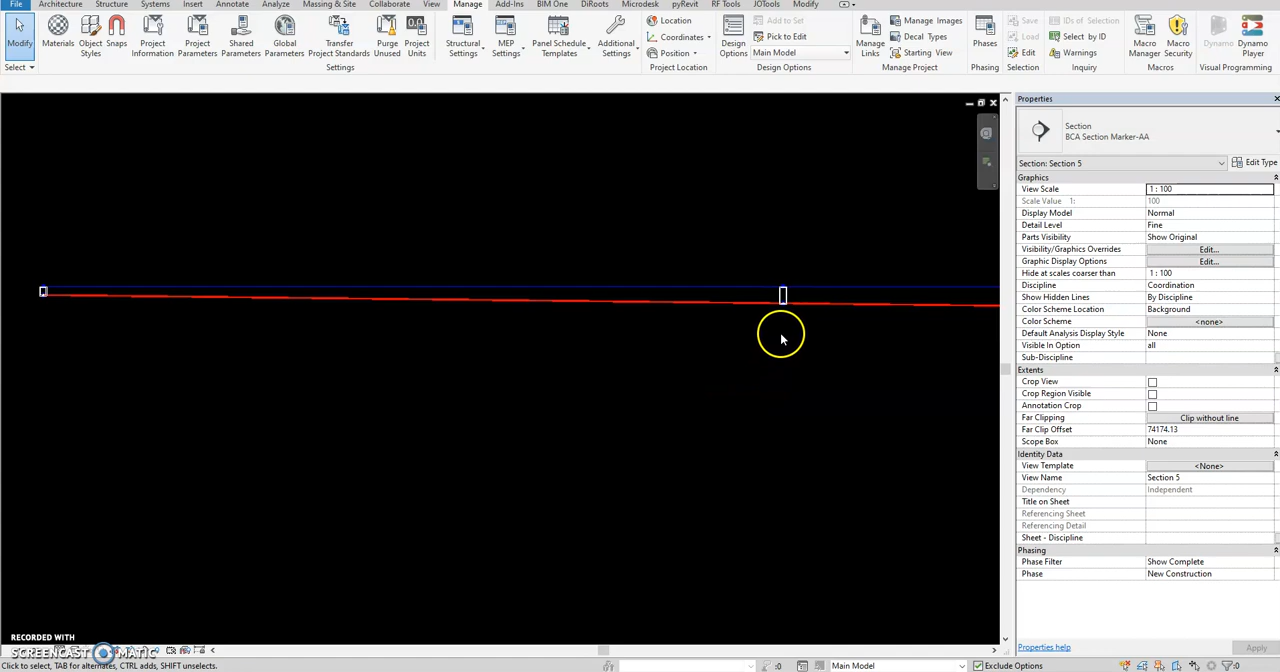 File Architecture Structure Systems Insert Annotate Analyze Massing & Site Collaborate View Manage Add-Ins BIM One DiRoots Microdesk pyRevit RF Tools JOTools Modify
Modify
Select
Materials
Object Styles
Snaps
Project Information
Project Parameters
Shared Parameters
Global Parameters
Transfer Project Standards
Purge Unused
Project Units
Settings
Structural Settings
MEP Settings
Panel Schedule Templates
Additional Settings
Location
Coordinates
Position
Project Location
Design Options
Add to Set
Pick to Edit
Main Model
Design Options
Manage Links
Manage Images
Decal Types
Starting View
Manage Project
Phases
Phasing
Save
Load
Edit
Selection
IDs of Selection
Select by ID
Warnings
Inquiry
Macro Manager
Macro Security
Macros
Dynamo
Dynamo Player
Visual Programming
Properties
Section
BCA Section Marker-AA
Section: Section 5 Edit Type
Graphics
View Scale 1 : 100
Scale Value 1: 100
Display Model Normal
Detail Level Fine
Parts Visibility Show Original
Visibility/Graphics Overrides Edit...
Graphic Display Options Edit...
Hide at scales coarser than 1 : 100
Discipline Coordination
Show Hidden Lines By Discipline
Color Scheme Location Background
Color Scheme <none>
Default Analysis Display Style None
Visible In Option all
Sub-Discipline
Extents
Crop View
Crop Region Visible
Annotation Crop
Far Clipping Clip without line
Far Clip Offset 74174.13
Scope Box None
Identity Data
View Template <None>
View Name Section 5
Dependency Independent
Title on Sheet
Referencing Sheet
Referencing Detail
Sheet - Discipline
Phasing
Phase Filter Show Complete
Phase New Construction
Properties help Apply
RECORDED WITH
SCREENCAST MATIC
Click to select, TAB for alternates, CTRL adds, SHIFT unselects. :0 Main Model Exclude Options